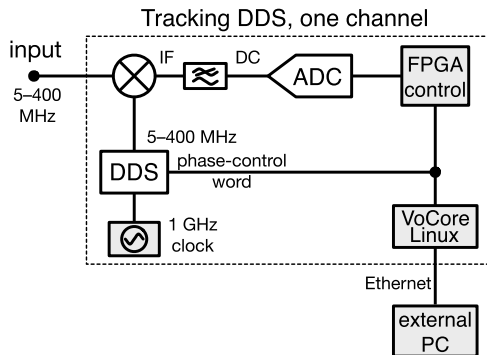 Tracking DDS, one channel
input
5–400
MHz
IF
DC
ADC
FPGA
control
5–400 MHz
DDS
phase-control
word
1 GHz
clock
VoCore
Linux
Ethernet
external
PC